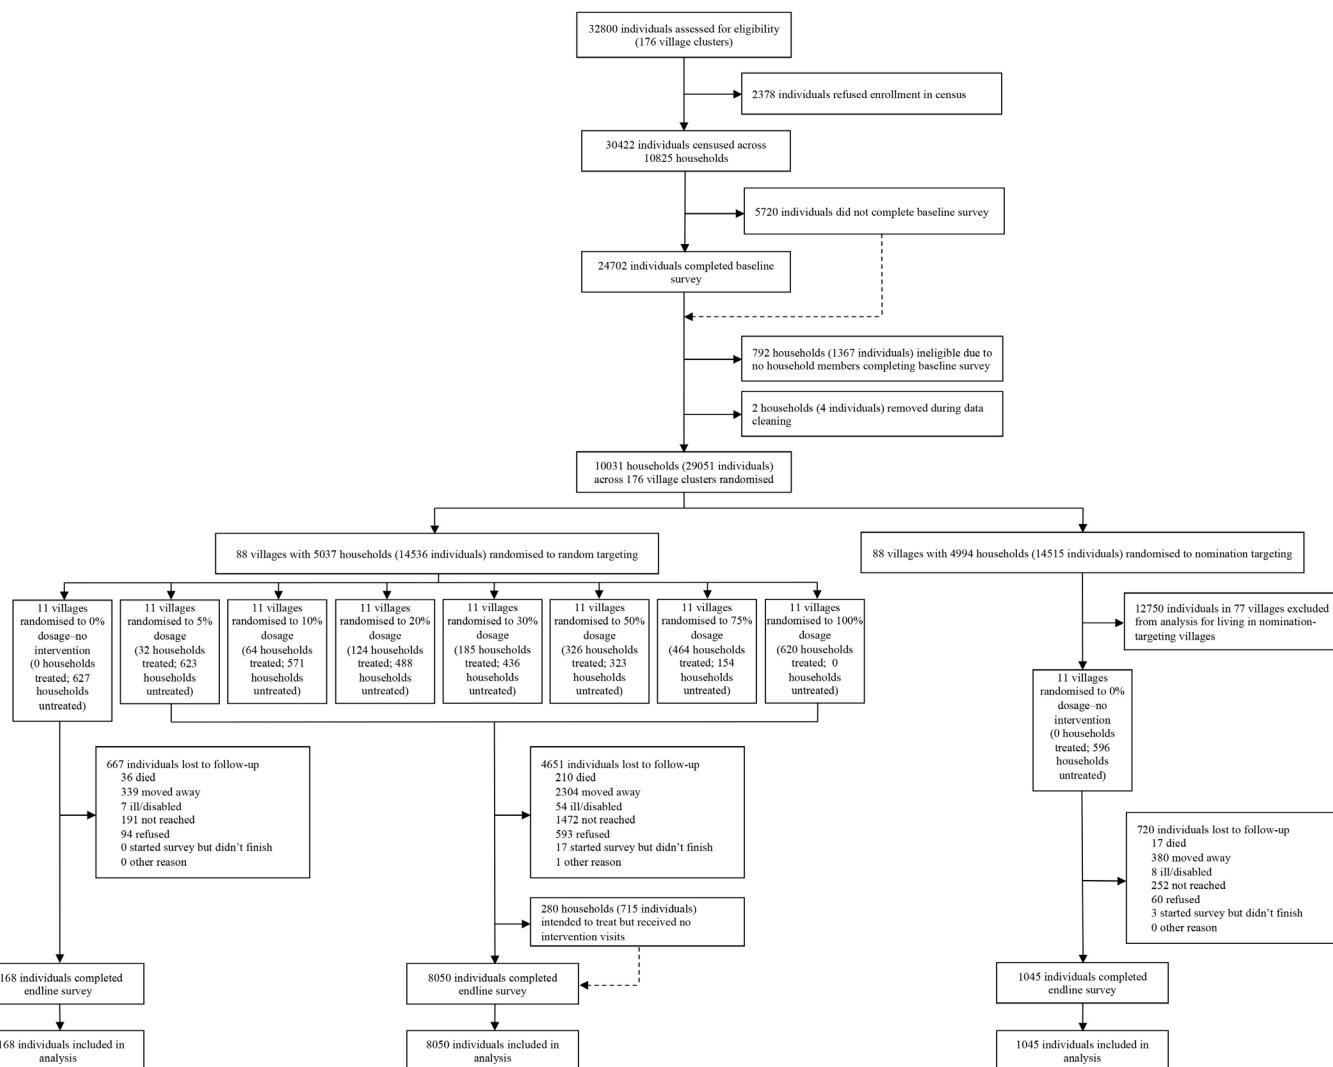 32800 individuals assessed for eligibility
(176 village clusters)
2378 individuals refused enrollment in census
30422 individuals censused across
10825 households
5720 individuals did not complete baseline survey
24702 individuals completed baseline
survey
792 households (1367 individuals) ineligible due to
no household members completing baseline survey
2 households (4 individuals) removed during data
cleaning
10031 households (29051 individuals)
across 176 village clusters randomised
88 villages with 5037 households (14536 individuals) randomised to random targeting
88 villages with 4994 households (14515 individuals) randomised to nomination targeting
11 villages
randomised to 0%
dosage–no
intervention
(0 households
treated; 627
households
untreated)
11 villages
randomised to 5%
dosage
(32 households
treated; 623
households
untreated)
11 villages
randomised to 10%
dosage
(64 households
treated; 571
households
untreated)
11 villages
randomised to 20%
dosage
(124 households
treated; 488
households
untreated)
11 villages
randomised to 30%
dosage
(185 households
treated; 436
households
untreated)
11 villages
randomised to 50%
dosage
(326 households
treated; 323
households
untreated)
11 villages
randomised to 75%
dosage
(464 households
treated; 154
households
untreated)
11 villages
randomised to 100%
dosage
(620 households
treated; 0
households
untreated)
12750 individuals in 77 villages excluded
from analysis for living in nomination-
targeting villages
11 villages
randomised to 0%
dosage–no
intervention
(0 households
treated; 596
households
untreated)
667 individuals lost to follow-up
36 died
339 moved away
7 ill/disabled
191 not reached
94 refused
0 started survey but didn’t finish
0 other reason
4651 individuals lost to follow-up
210 died
2304 moved away
54 ill/disabled
1472 not reached
593 refused
17 started survey but didn’t finish
1 other reason
720 individuals lost to follow-up
17 died
380 moved away
8 ill/disabled
252 not reached
60 refused
3 started survey but didn’t finish
0 other reason
280 households (715 individuals)
intended to treat but received no
intervention visits
168 individuals completed
endline survey
8050 individuals completed
endline survey
1045 individuals completed
endline survey
168 individuals included in
analysis
8050 individuals included in
analysis
1045 individuals included in
analysis